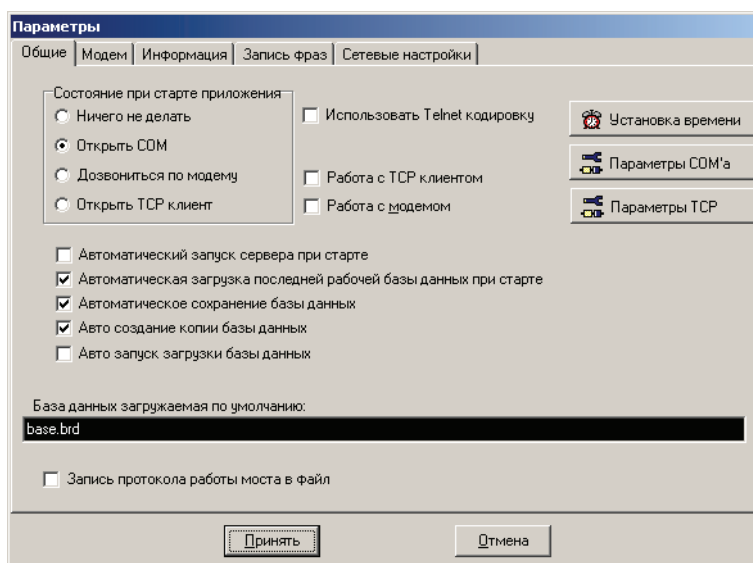 Параметры
Общие Модем Информация Запись фраз Сетевые настройки
Состояние при старте приложения
Ничего не делать
Открыть COM
Дозвониться по модему
Открыть TCP клиент
Использовать Telnet кодировку
Работа с TCP клиентом
Работа с модемом
Установка времени
Параметры COM'а
Параметры TCP
Автоматический запуск сервера при старте
Автоматическая загрузка последней рабочей базы данных при старте
Автоматическое сохранение базы данных
Авто создание копии базы данных
Авто запуск загрузки базы данных
База данных загружаемая по умолчанию:
base.brd
Запись протокола работы моста в файл
Принять Отмена